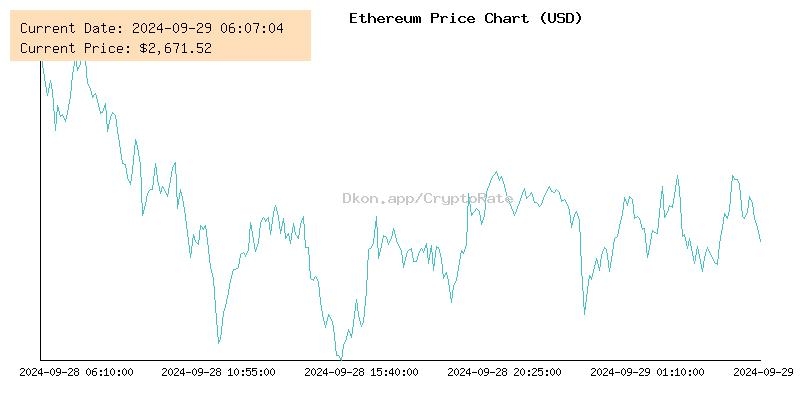 Ethereum Price Chart (USD)
Current Date: 2024-09-29 06:07:04
Current Price: $2,671.52
Dkon.app/CryptoRate
2024-09-28 06:10:00 2024-09-28 10:55:00 2024-09-28 15:40:00 2024-09-28 20:25:00 2024-09-29 01:10:00 2024-09-29